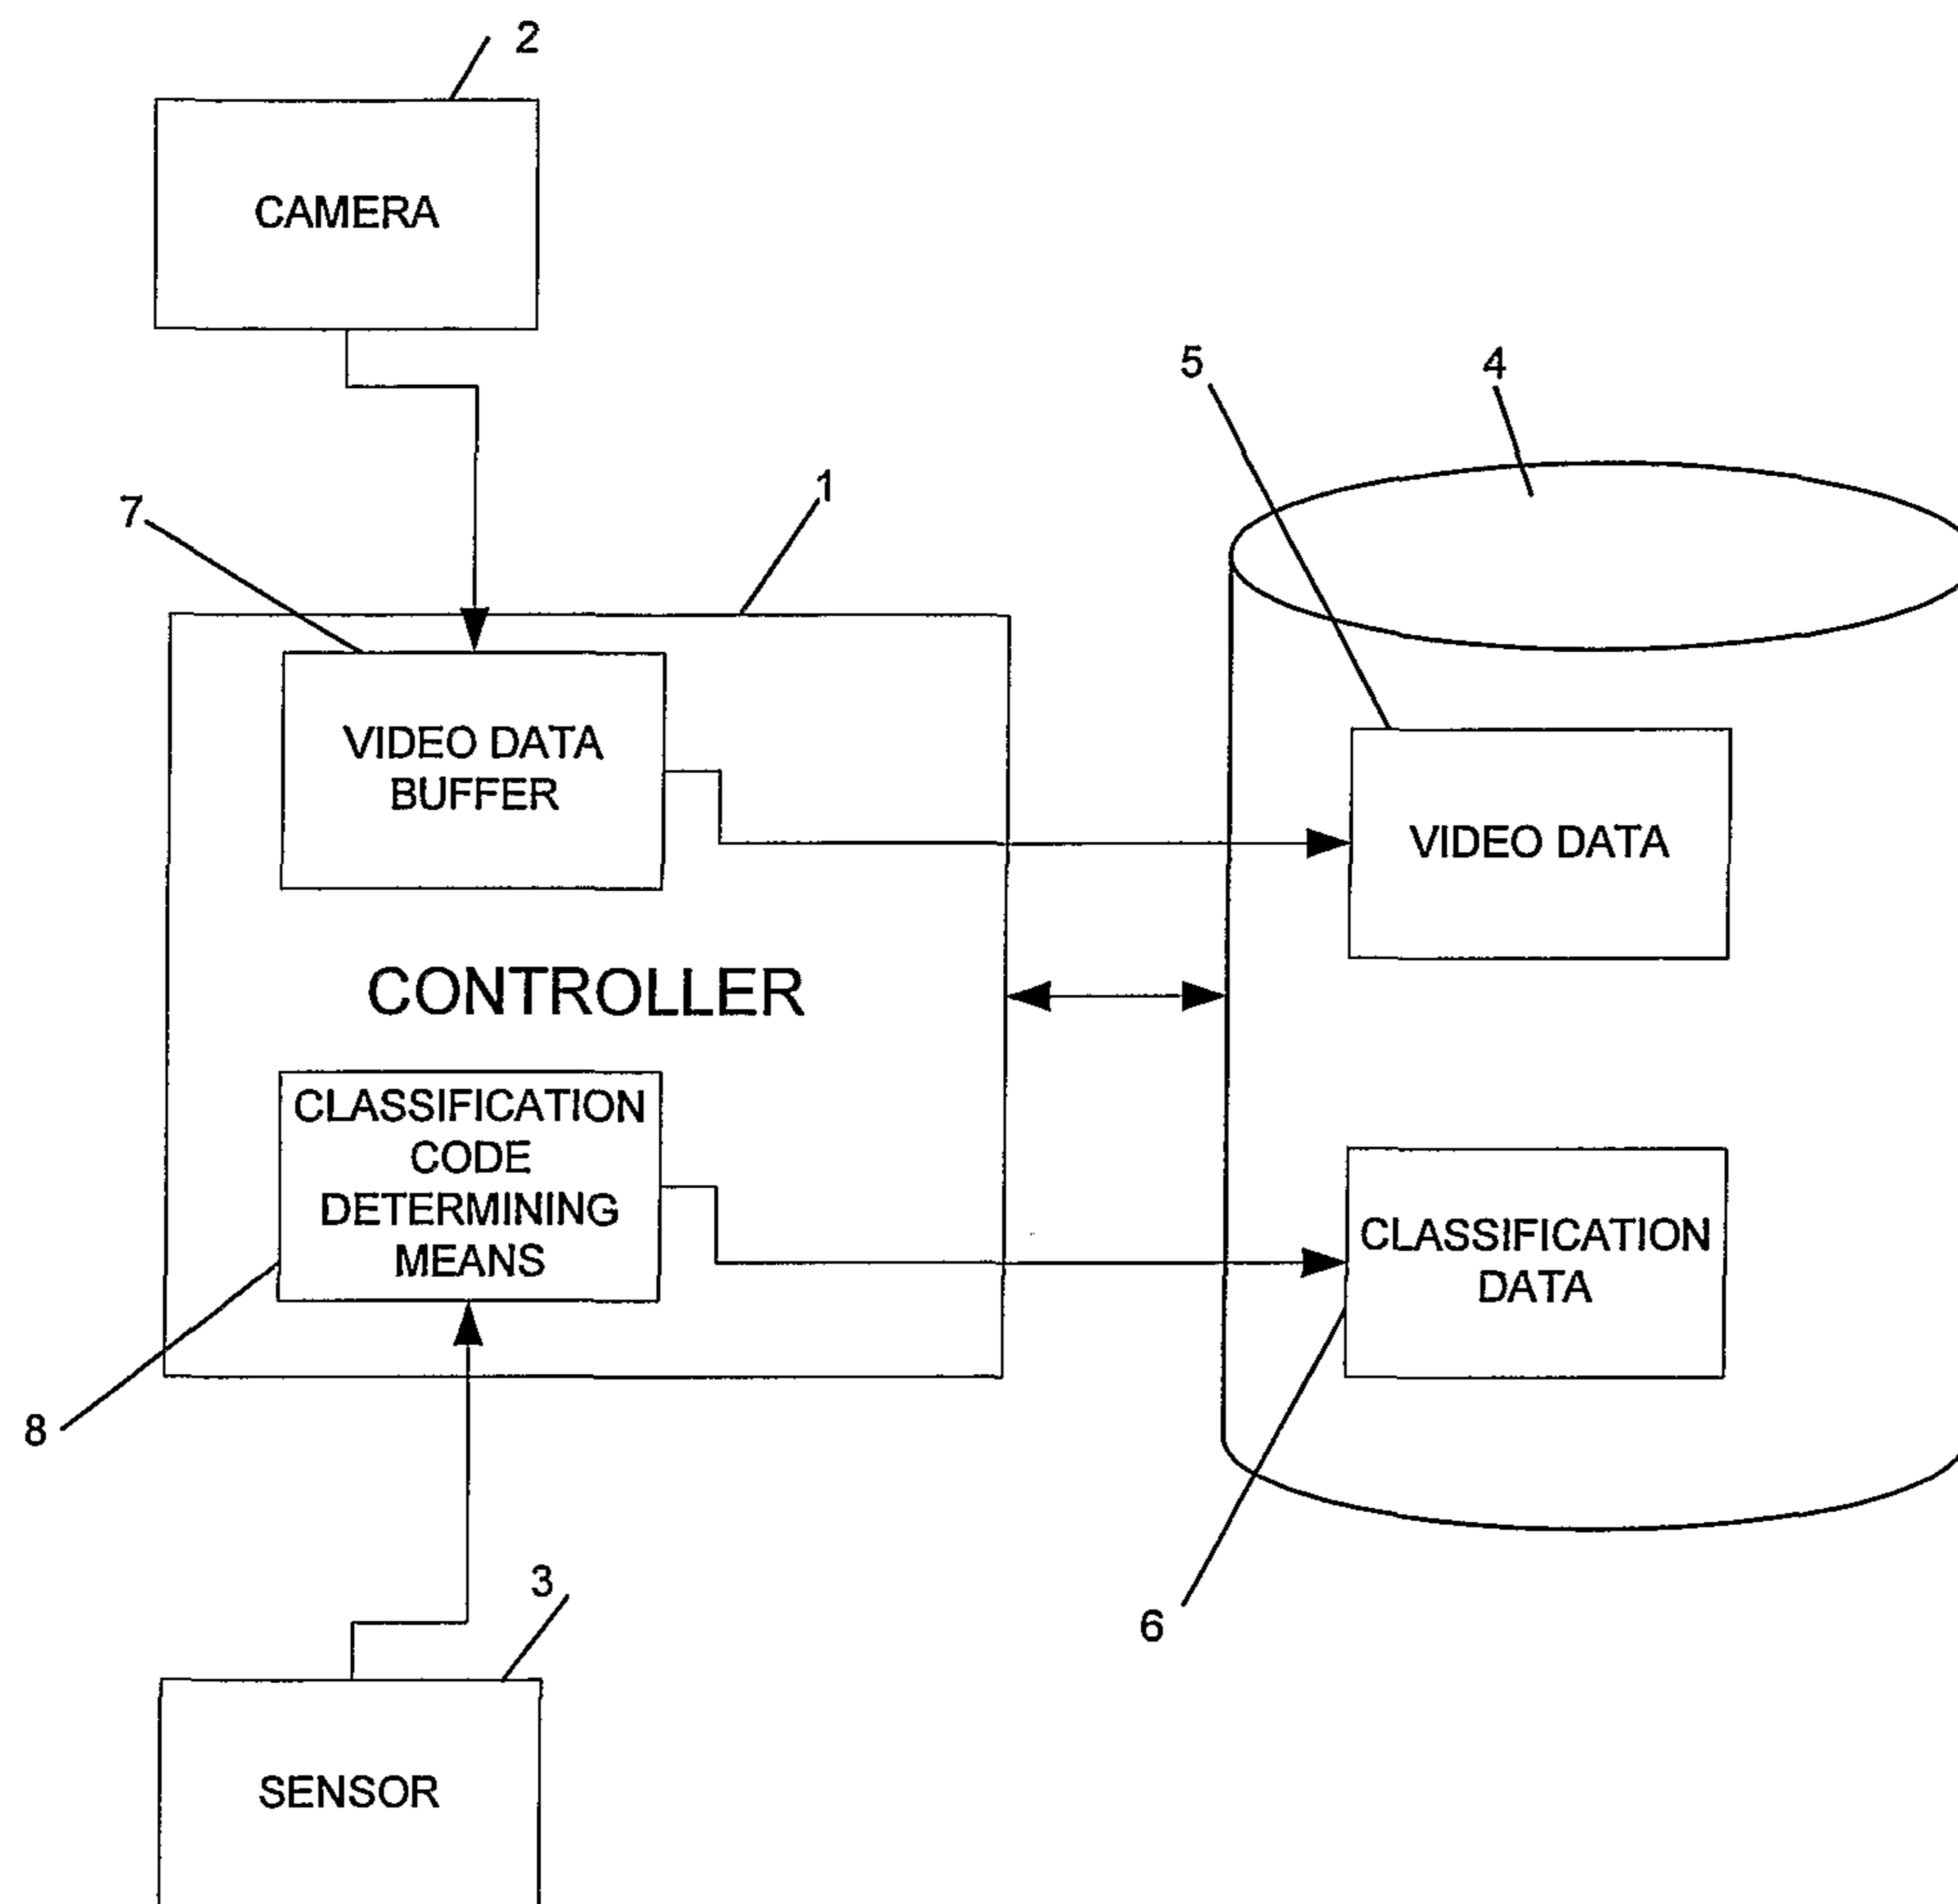 2
CAMERA
5
4
7
1
VIDEO DATA
BUFFER
VIDEO DATA
CONTROLLER
CLASSIFICATION
CODE
DETERMINING
MEANS
CLASSIFICATION
DATA
8
3
6
SENSOR